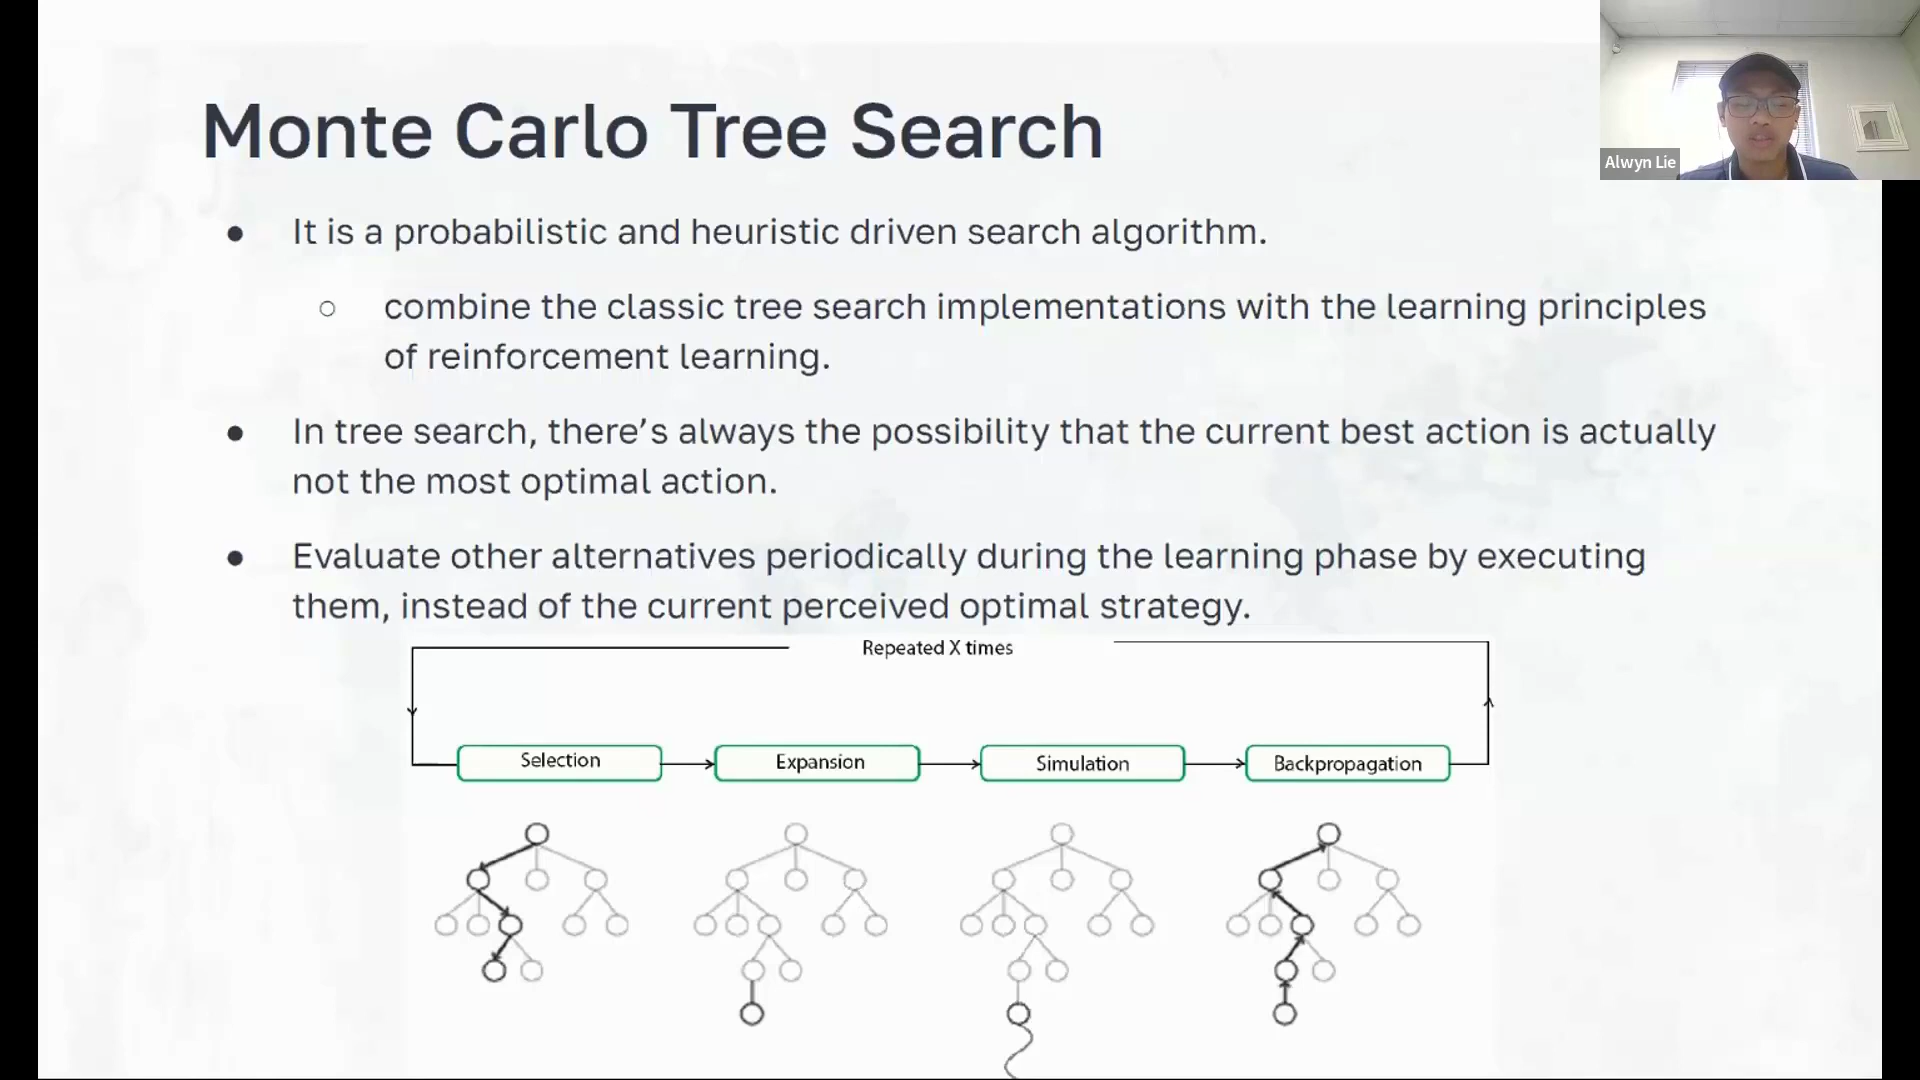 Monte Carlo Tree Search
Alwyn Lie
● It is a probabilistic and heuristic driven search algorithm.
○ combine the classic tree search implementations with the learning principles
of reinforcement learning.
● In tree search, there’s always the possibility that the current best action is actually
not the most optimal action.
● Evaluate other alternatives periodically during the learning phase by executing
them, instead of the current perceived optimal strategy.
Repeated X times
Selection
Expansion
Simulation
Backpropagation